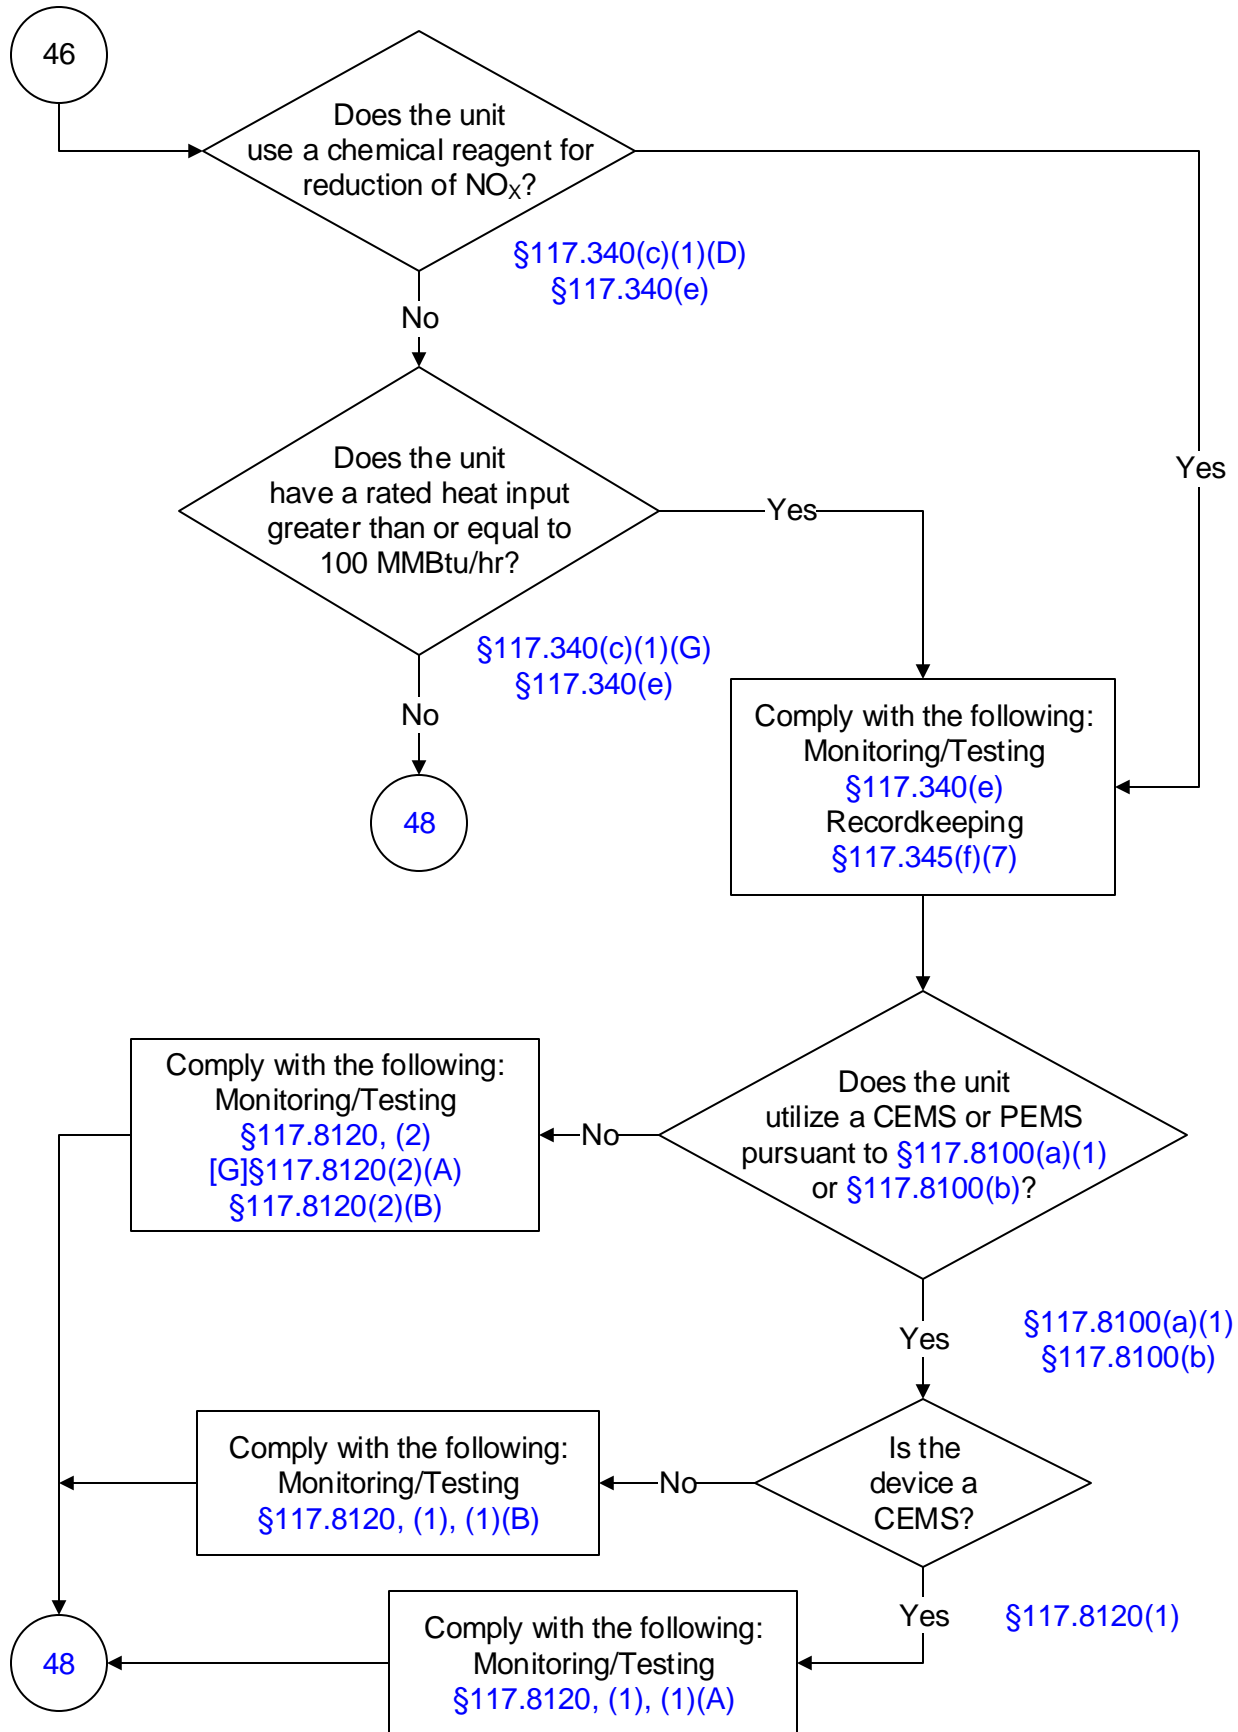 46
Does the unit
use a chemical reagent for
reduction of NOₓ?
§117.340(c)(1)(D)
§117.340(e)
No
Yes
Does the unit
have a rated heat input
greater than or equal to
100 MMBtu/hr?
Yes
§117.340(c)(1)(G)
§117.340(e)
No
48
Comply with the following:
Monitoring/Testing
§117.340(e)
Recordkeeping
§117.345(f)(7)
Does the unit
utilize a CEMS or PEMS
pursuant to §117.8100(a)(1)
or §117.8100(b)?
No
Comply with the following:
Monitoring/Testing
§117.8120, (2)
[G]§117.8120(2)(A)
§117.8120(2)(B)
Yes
§117.8100(a)(1)
§117.8100(b)
Is the
device a
CEMS?
No
Comply with the following:
Monitoring/Testing
§117.8120, (1), (1)(B)
Yes
§117.8120(1)
Comply with the following:
Monitoring/Testing
§117.8120, (1), (1)(A)
48